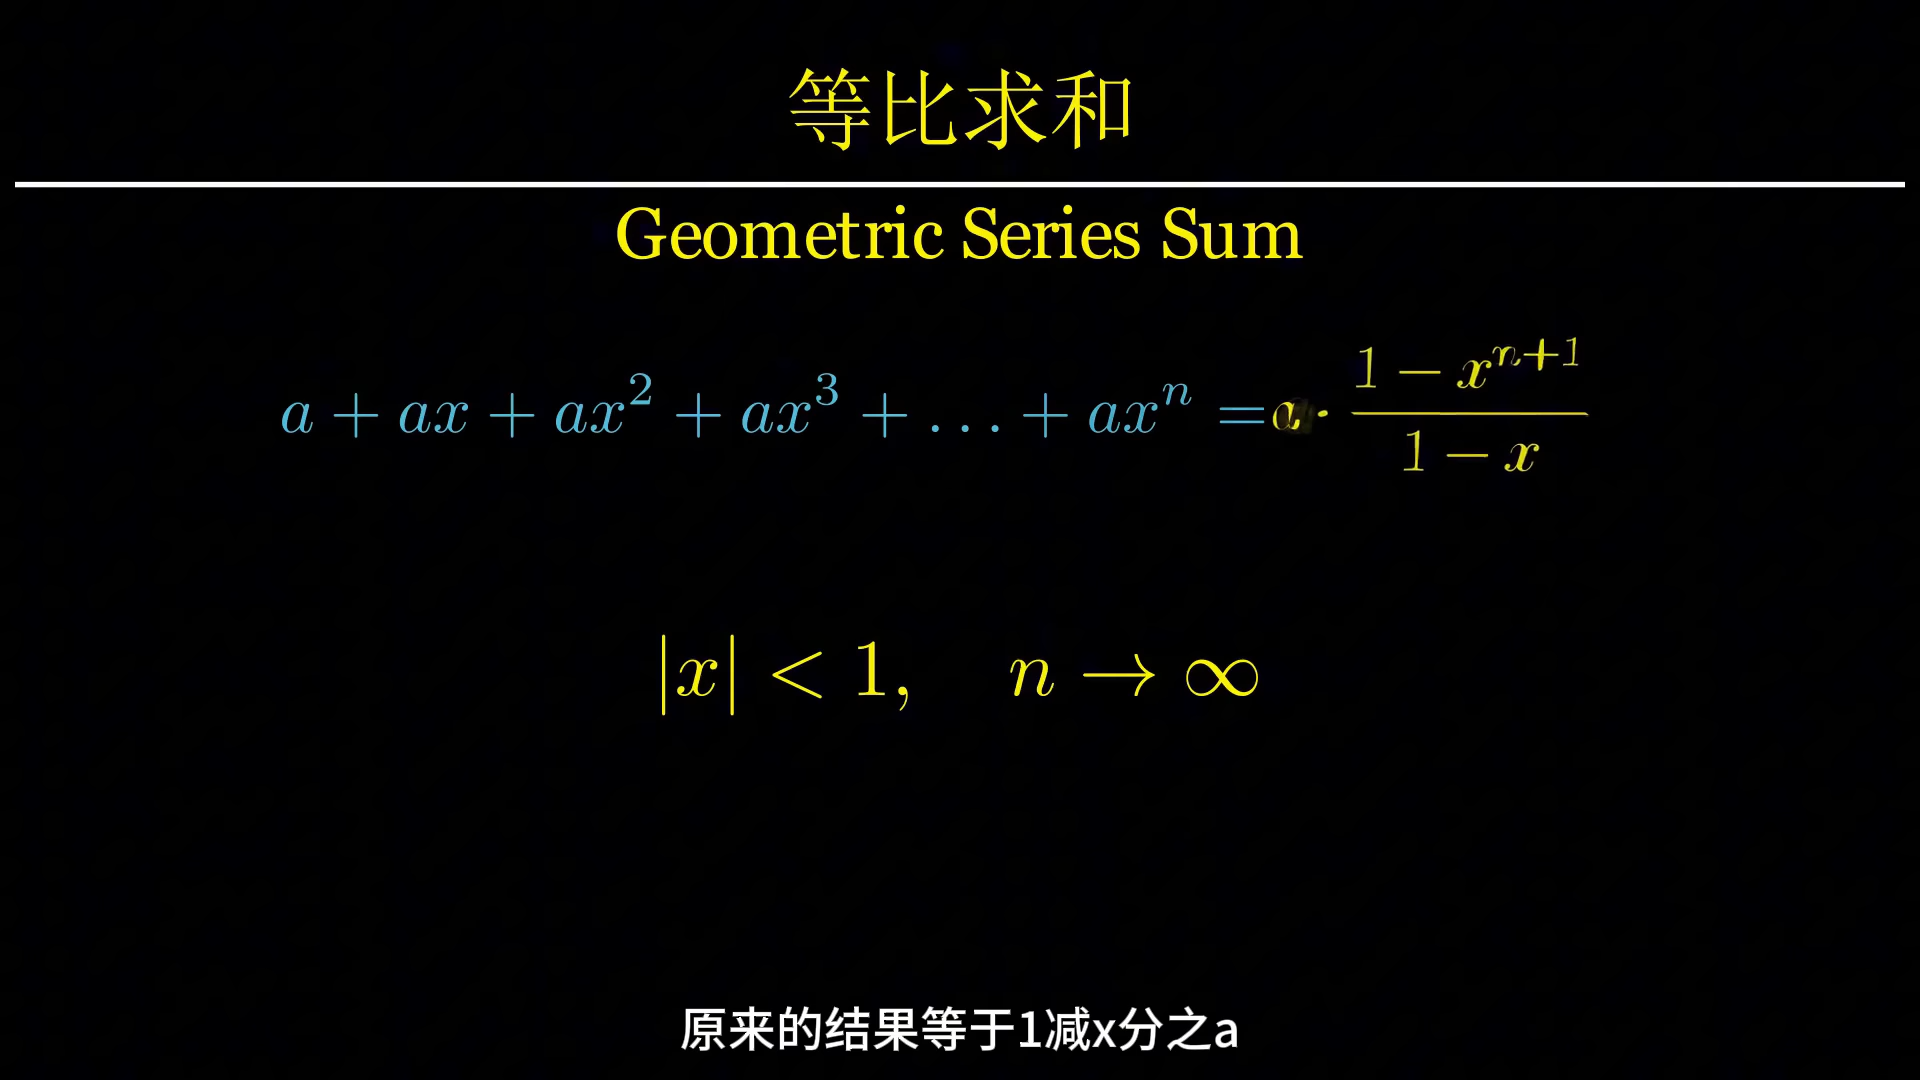 等比求和
Geometric Series Sum
a + ax + ax² + ax³ + . . . + axⁿ = a · (1 − xⁿ⁺¹)/(1 − x)
|x| < 1, n → ∞
原来的结果等于1减x分之a